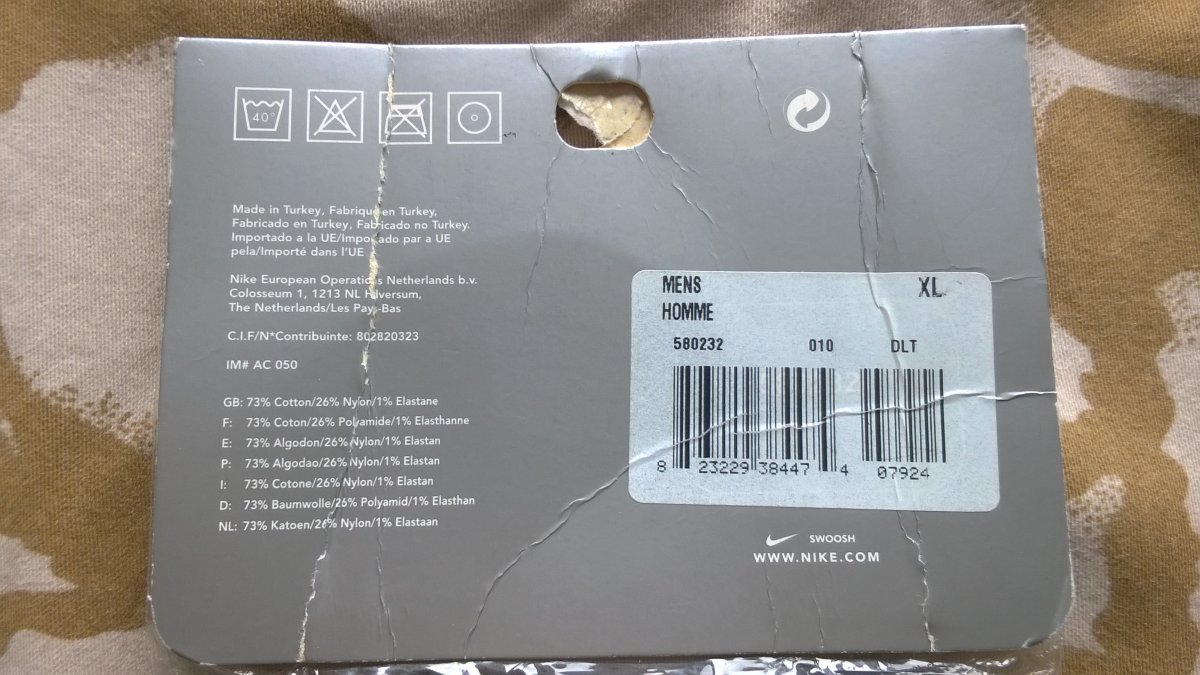 40°
Made in Turkey, Fabrique en Turkey,
Fabricado en Turkey, Fabricado no Turkey.
Importado a la UE/Importado par a UE
pela/Importé dans l'UE
Nike European Operations Netherlands b.v.
Colosseum 1, 1213 NL Hilversum,
The Netherlands/Les Pays-Bas
C.I.F/N*Contribuinte: 802820323
IM# AC 050
GB: 73% Cotton/26% Nylon/1% Elastane
F: 73% Coton/26% Polyamide/1% Elasthanne
E: 73% Algodon/26% Nylon/1% Elastan
P: 73% Algodao/26% Nylon/1% Elastan
I: 73% Cotone/26% Nylon/1% Elastan
D: 73% Baumwolle/26% Polyamid/1% Elasthan
NL: 73% Katoen/26% Nylon/1% Elastaan
MENS XL
HOMME
580232 010 DLT
8 23229 38447 4 07924
SWOOSH
WWW.NIKE.COM